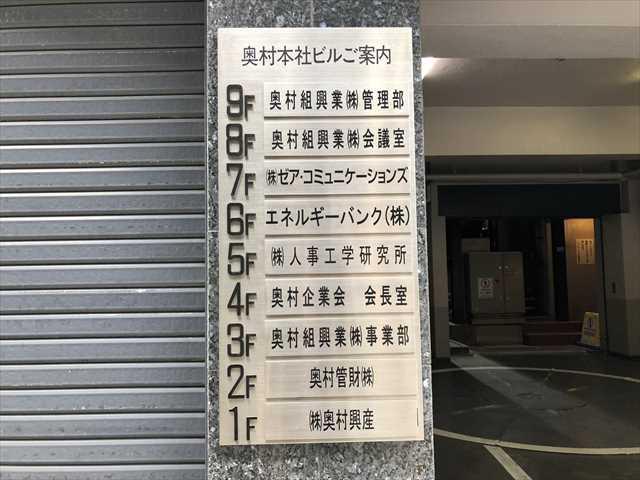 奥村本社ビルご案内
9F 奥村組興業㈱管理部
8F 奥村組興業㈱会議室
7F ㈱ゼア・コミュニケーションズ
6F エネルギーバンク(株)
5F ㈱人事工学研究所
4F 奥村企業会 会長室
3F 奥村組興業㈱事業部
2F 奥村管財㈱
1F ㈱奥村興産